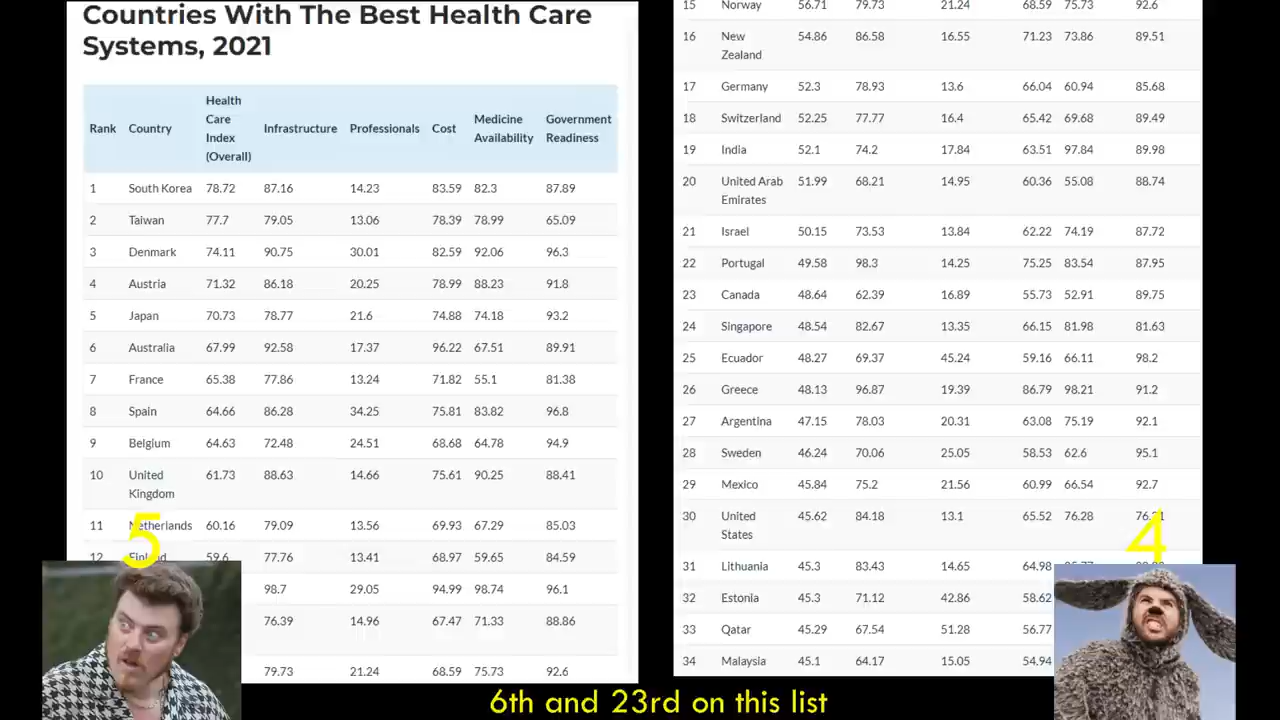 Countries With The Best Health Care
Systems, 2021
Rank Country Health Care Index (Overall) Infrastructure Professionals Cost Medicine Availability Government Readiness
1 South Korea 78.72 87.16 14.23 83.59 82.3 87.89
2 Taiwan 77.7 79.05 13.06 78.39 78.99 65.09
3 Denmark 74.11 90.75 30.01 82.59 92.06 96.3
4 Austria 71.32 86.18 20.25 78.99 88.23 91.8
5 Japan 70.73 78.77 21.6 74.88 74.18 93.2
6 Australia 67.99 92.58 17.37 96.22 67.51 89.91
7 France 65.38 77.86 13.24 71.82 55.1 81.38
8 Spain 64.66 86.28 34.25 75.81 83.82 96.8
9 Belgium 64.63 72.48 24.51 68.68 64.78 94.9
10 United Kingdom 61.73 88.63 14.66 75.61 90.25 88.41
11 Netherlands 60.16 79.09 13.56 69.93 67.29 85.03
12 Finland 59.6 77.76 13.41 68.97 59.65 84.59
98.7 29.05 94.99 98.74 96.1
76.39 14.96 67.47 71.33 88.86
79.73 21.24 68.59 75.73 92.6
15 Norway 56.71 79.73 21.24 68.59 75.73 92.6
16 New Zealand 54.86 86.58 16.55 71.23 73.86 89.51
17 Germany 52.3 78.93 13.6 66.04 60.94 85.68
18 Switzerland 52.25 77.77 16.4 65.42 69.68 89.49
19 India 52.1 74.2 17.84 63.51 97.84 89.98
20 United Arab Emirates 51.99 68.21 14.95 60.36 55.08 88.74
21 Israel 50.15 73.53 13.84 62.22 74.19 87.72
22 Portugal 49.58 98.3 14.25 75.25 83.54 87.95
23 Canada 48.64 62.39 16.89 55.73 52.91 89.75
24 Singapore 48.54 82.67 13.35 66.15 81.98 81.63
25 Ecuador 48.27 69.37 45.24 59.16 66.11 98.2
26 Greece 48.13 96.87 19.39 86.79 98.21 91.2
27 Argentina 47.15 78.03 20.31 63.08 75.19 92.1
28 Sweden 46.24 70.06 25.05 58.53 62.6 95.1
29 Mexico 45.84 75.2 21.56 60.99 66.54 92.7
30 United States 45.62 84.18 13.1 65.52 76.28
31 Lithuania 45.3 83.43 14.65 64.98
32 Estonia 45.3 71.12 42.86 58.62
33 Qatar 45.29 67.54 51.28 56.77
34 Malaysia 45.1 64.17 15.05 54.94
5
4
6th and 23rd on this list